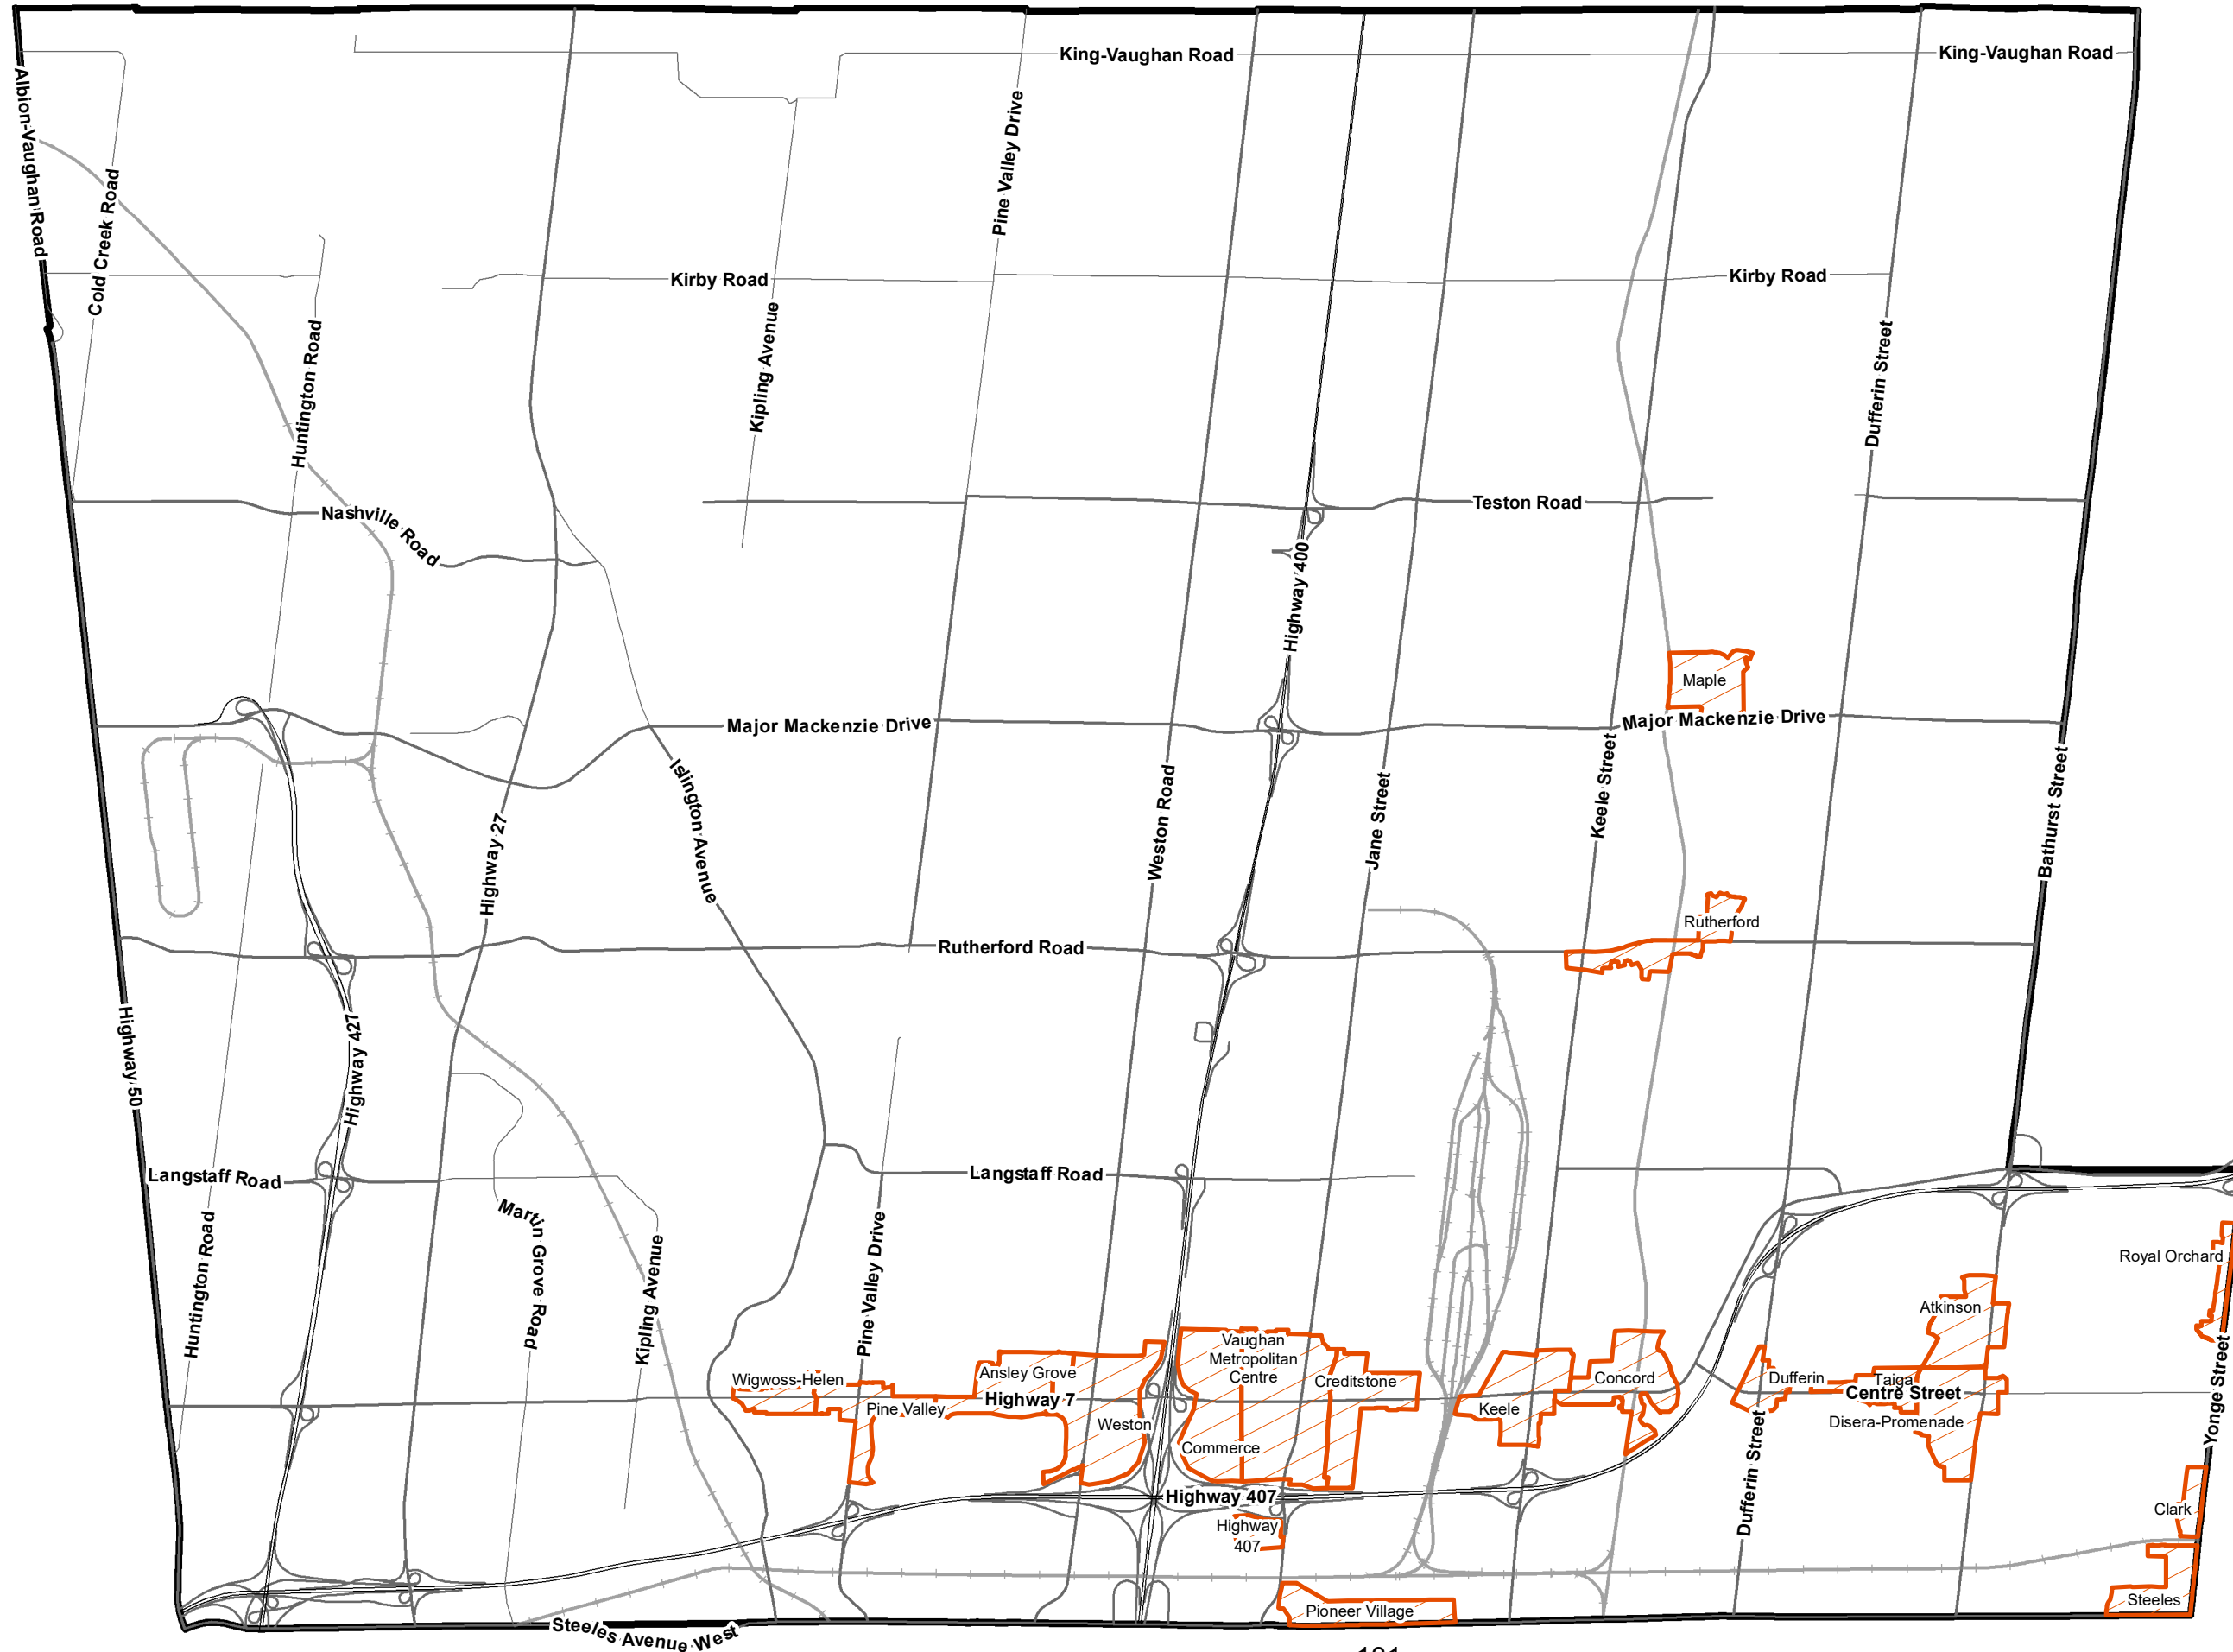 King-Vaughan Road
King-Vaughan Road
Albion-Vaughan Road
Cold Creek Road
Pine Valley Drive
Kirby Road
Kirby Road
Huntington Road
Kipling Avenue
Dufferin Street
Nashville Road
Teston Road
Highway 400
Maple
Major Mackenzie Drive
Major Mackenzie Drive
Islington Avenue
Highway 27
Weston Road
Jane Street
Keele Street
Bathurst Street
Rutherford
Rutherford Road
Highway 50
Highway 427
Langstaff Road
Langstaff Road
Martin Grove Road
Huntington Road
Kipling Avenue
Pine Valley Drive
Royal Orchard
Atkinson
Vaughan
Metropolitan
Centre
Wigwoss-Helen
Ansley Grove
Creditstone
Concord
Dufferin
Taiga
Highway 7
Centre Street
Pine Valley
Keele
Weston
Disera-Promenade
Commerce
Yonge Street
Dufferin Street
Highway 407
Clark
Highway
407
Pioneer Village
Steeles
Steeles Avenue West